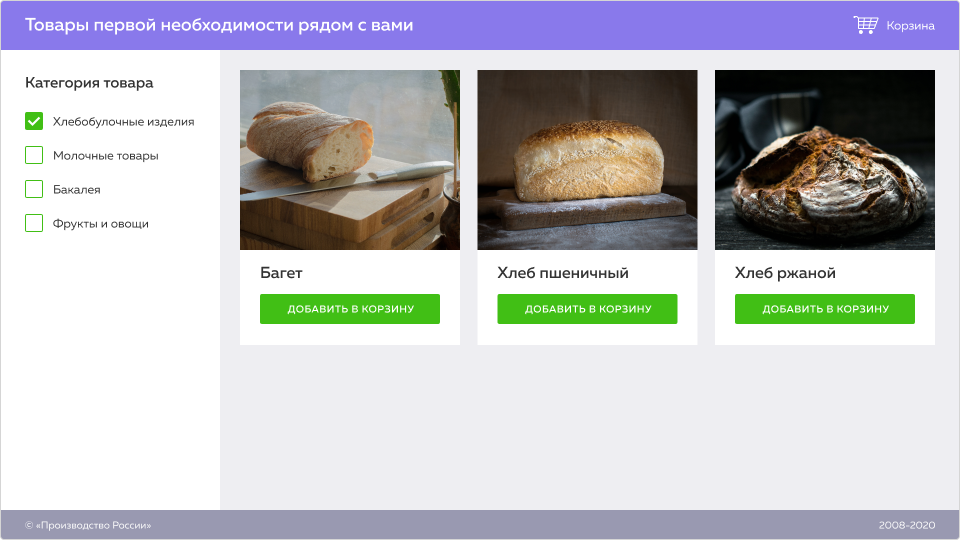 Товары первой необходимости рядом с вами
Корзина
Категория товара
Хлебобулочные изделия
Молочные товары
Бакалея
Фрукты и овощи
Багет
ДОБАВИТЬ В КОРЗИНУ
Хлеб пшеничный
ДОБАВИТЬ В КОРЗИНУ
Хлеб ржаной
ДОБАВИТЬ В КОРЗИНУ
© «Производство России»
2008-2020